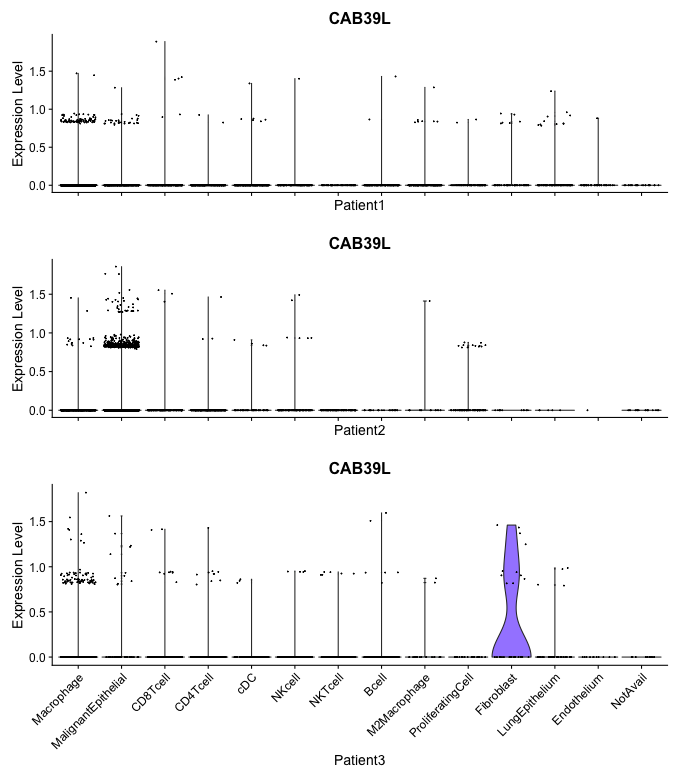 CAB39L
Expression Level
1.5
1.0
0.5
0.0
Patient1
CAB39L
Expression Level
1.5
1.0
0.5
0.0
Patient2
CAB39L
Expression Level
1.5
1.0
0.5
0.0
Macrophage
MalignantEpithelial
CD8Tcell
CD4Tcell
cDC
NKcell
NKTcell
Bcell
M2Macrophage
ProliferatingCell
Fibroblast
LungEpithelium
Endothelium
NotAvail
Patient3